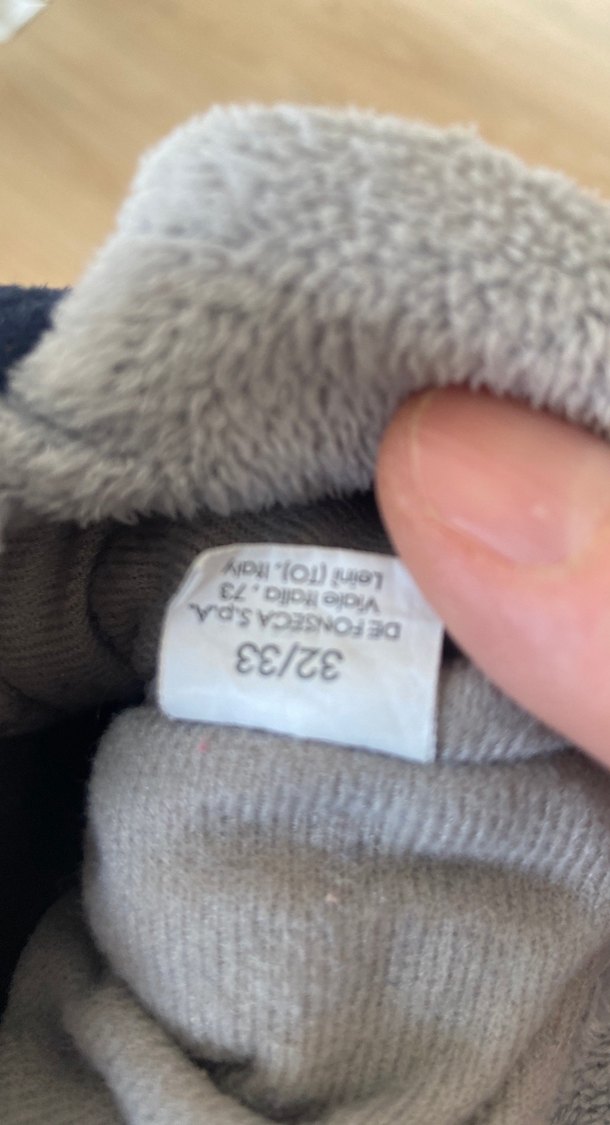 32/33
DE FONSECA S.p.A.
Viale Italia, 73
Leinì (TO), Italy